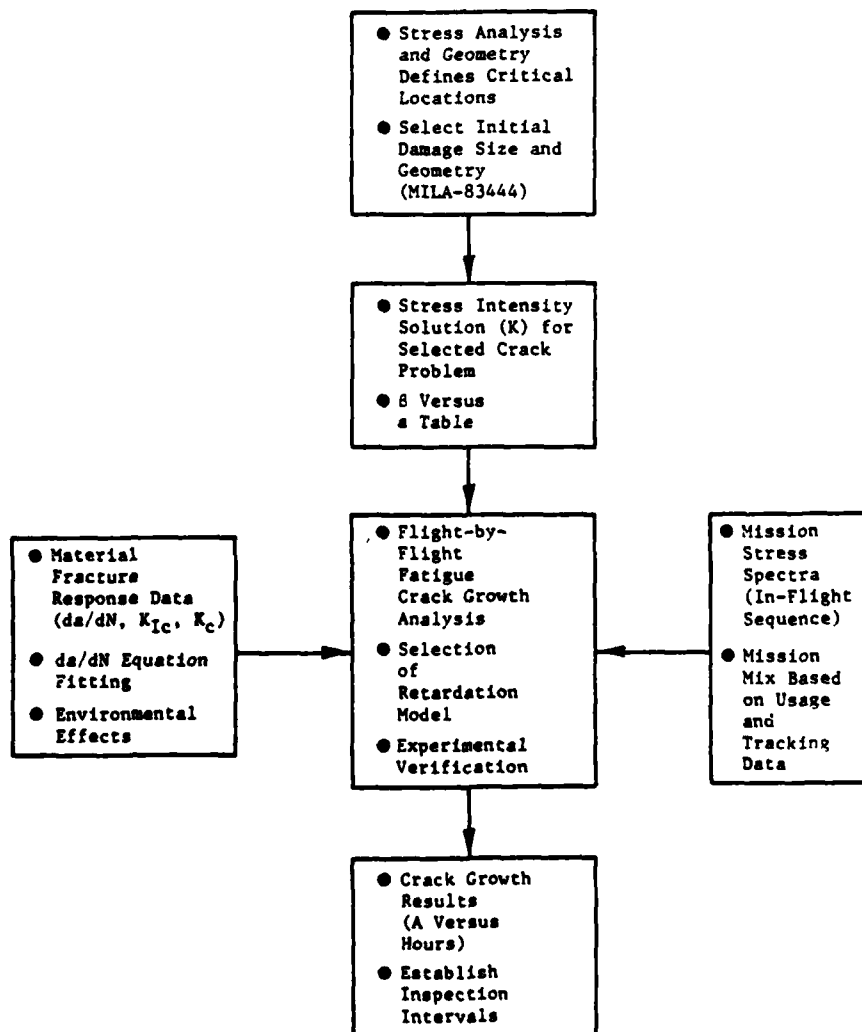 ● Stress Analysis
and Geometry
Defines Critical
Locations
● Select Initial
Damage Size and
Geometry
(MILA-83444)
● Stress Intensity
Solution (K) for
Selected Crack
Problem
● β Versus
a Table
● Material
Fracture
Response Data
(da/dN, K_Ic, K_c)
● da/dN Equation
Fitting
● Environmental
Effects
● Flight-by-
Flight
Fatigue
Crack Growth
Analysis
● Selection
of
Retardation
Model
● Experimental
Verification
● Mission
Stress
Spectra
(In-Flight
Sequence)
● Mission
Mix Based
on Usage
and
Tracking
Data
● Crack Growth
Results
(A Versus
Hours)
● Establish
Inspection
Intervals